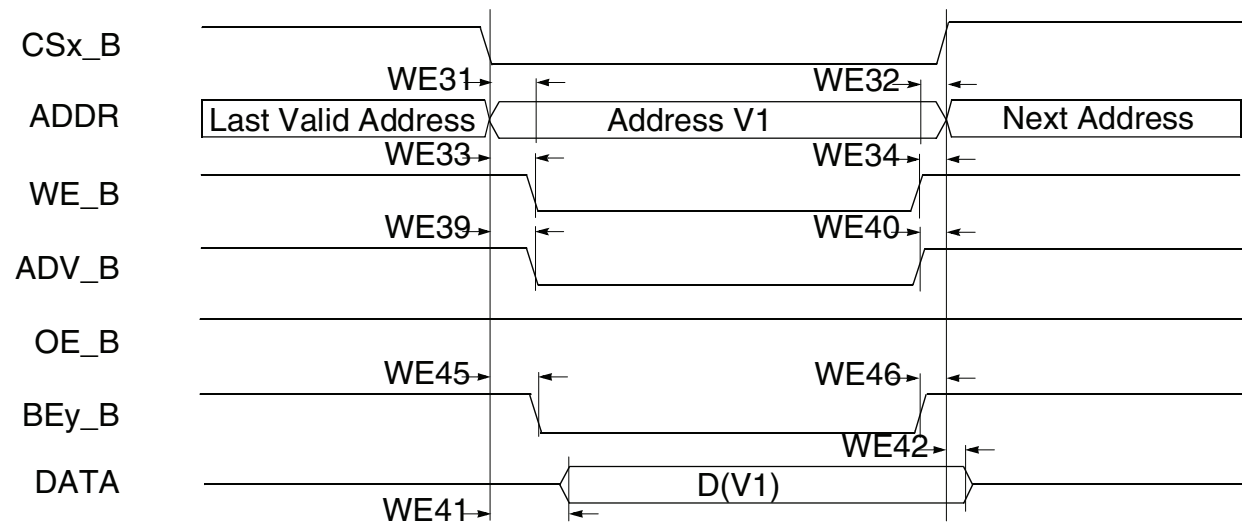 CSx_B
WE31 WE32
ADDR Last Valid Address Address V1 Next Address
WE33 WE34
WE_B
WE39 WE40
ADV_B
OE_B
WE45 WE46
BEy_B
WE42
DATA D(V1)
WE41